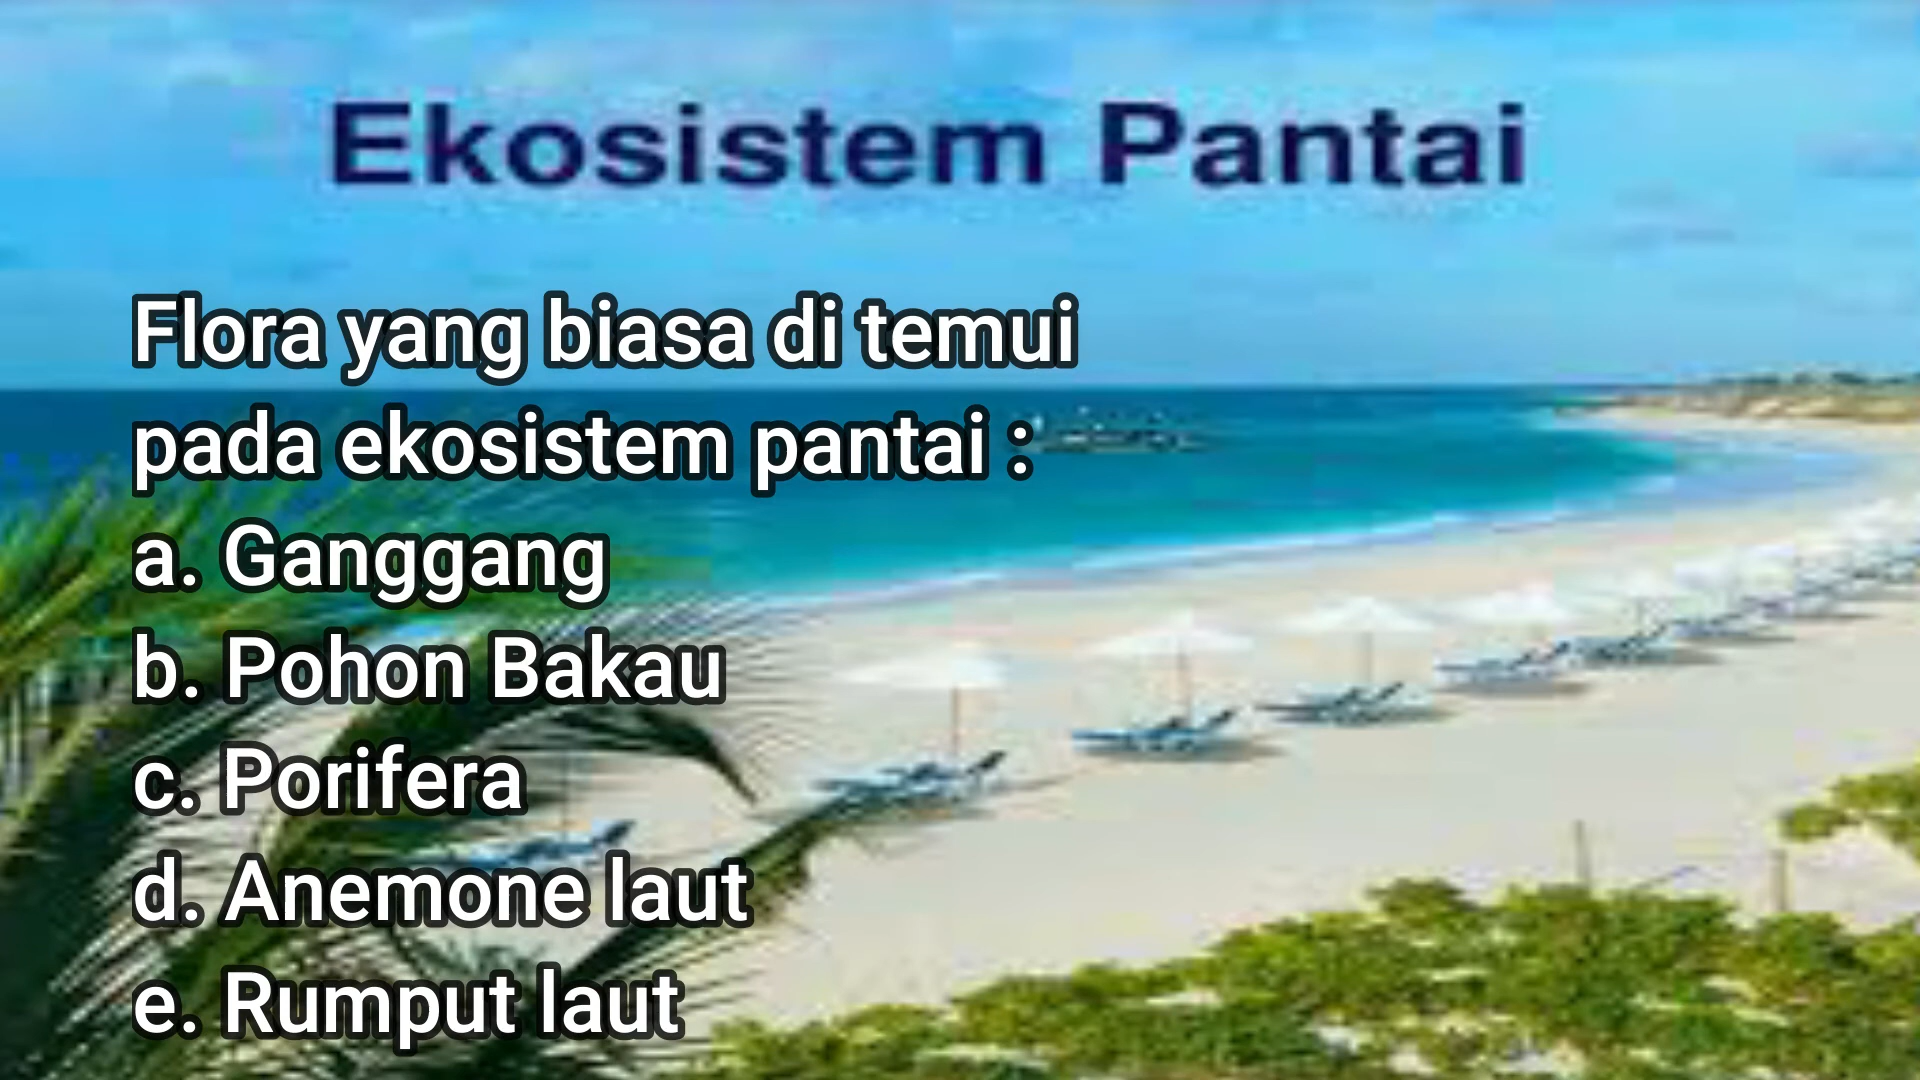 Ekosistem Pantai
Flora yang biasa di temui
pada ekosistem pantai :
a. Ganggang
b. Pohon Bakau
c. Porifera
d. Anemone laut
e. Rumput laut